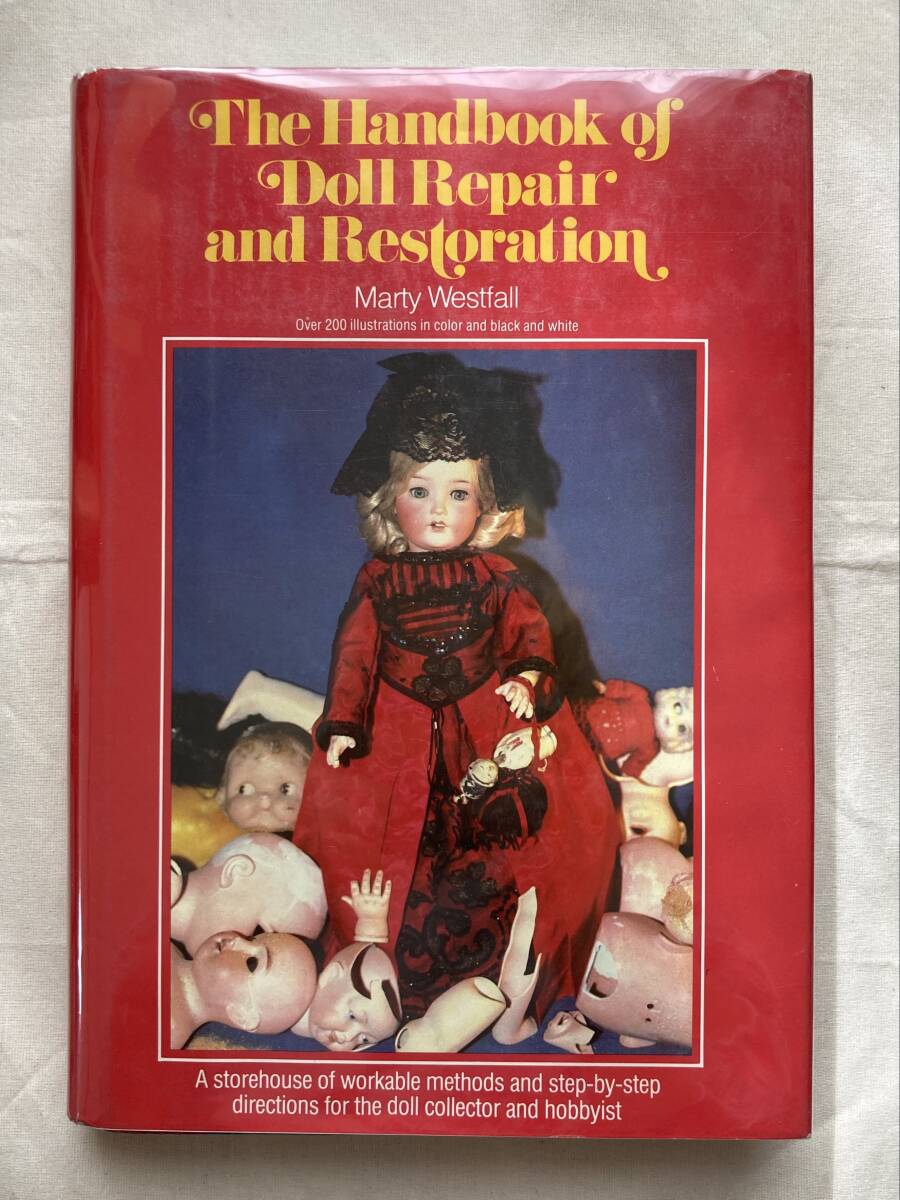 The Handbook of
Doll Repair
and Restoration
Marty Westfall
Over 200 illustrations in color and black and white
A storehouse of workable methods and step-by-step
directions for the doll collector and hobbyist